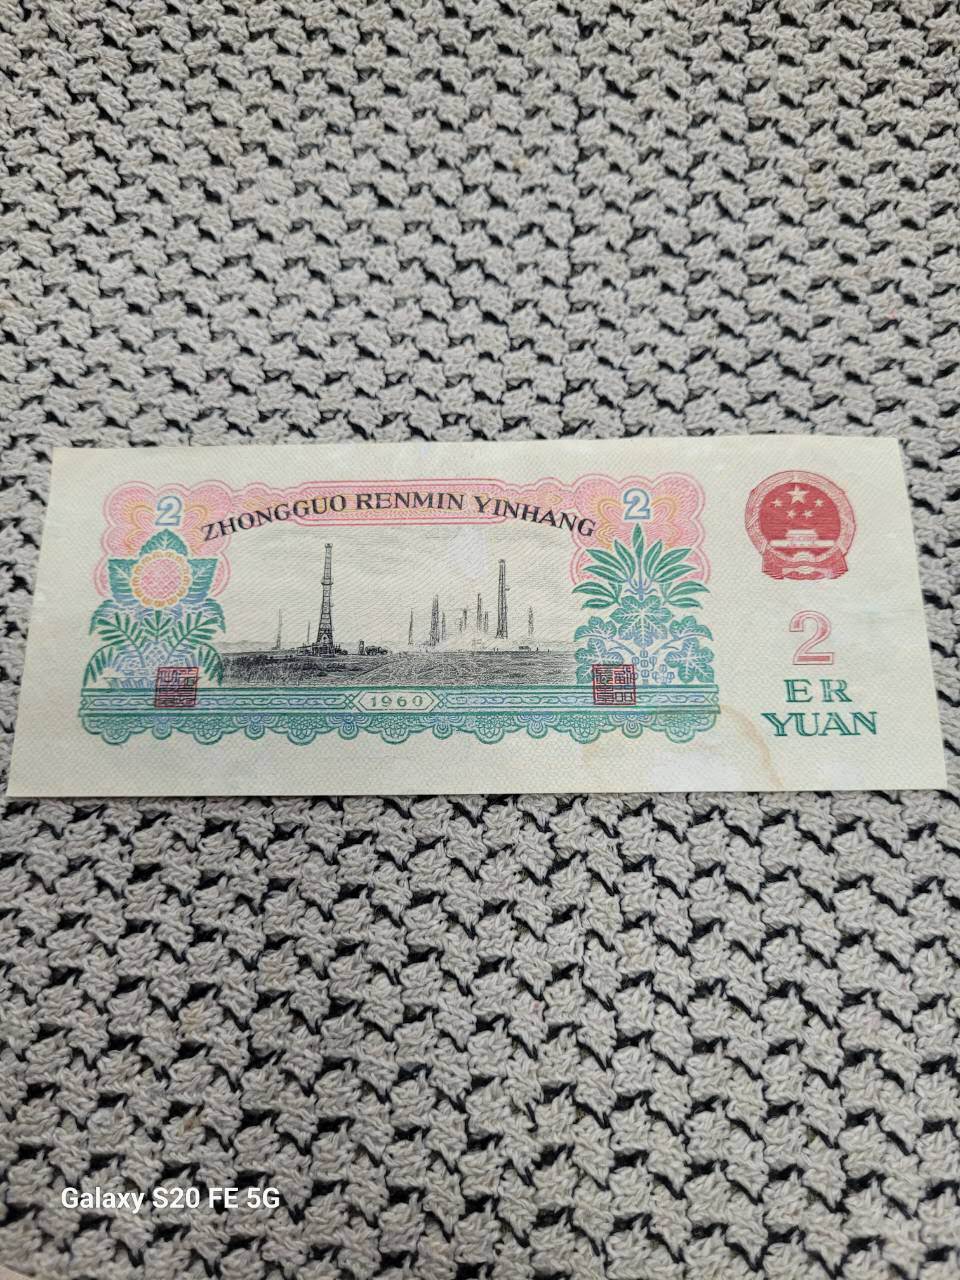 2
2
ZHONGGUO RENMIN YINHANG
1960
2
ER
YUAN
Galaxy S20 FE 5G